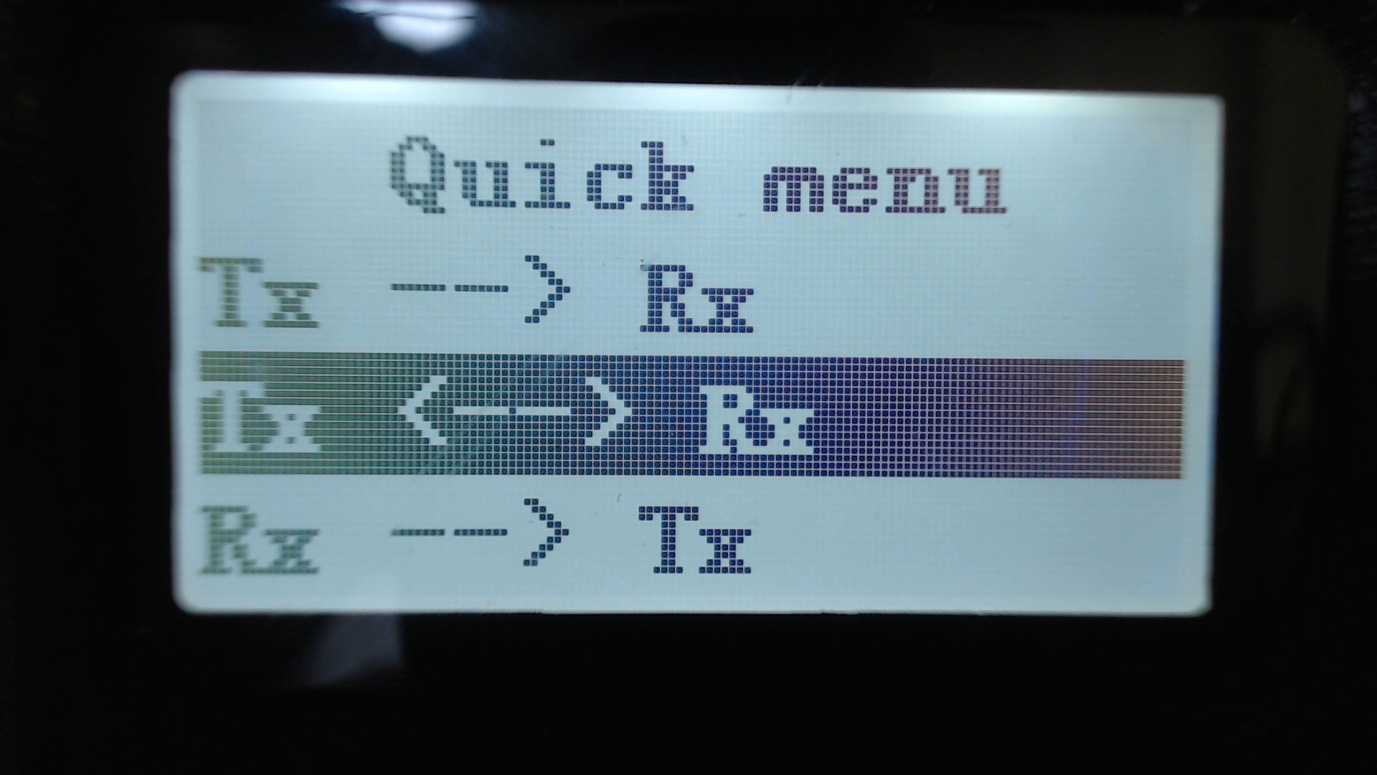 Quick menu
Tx --> Rx
Tx <--> Rx
Rx --> Tx